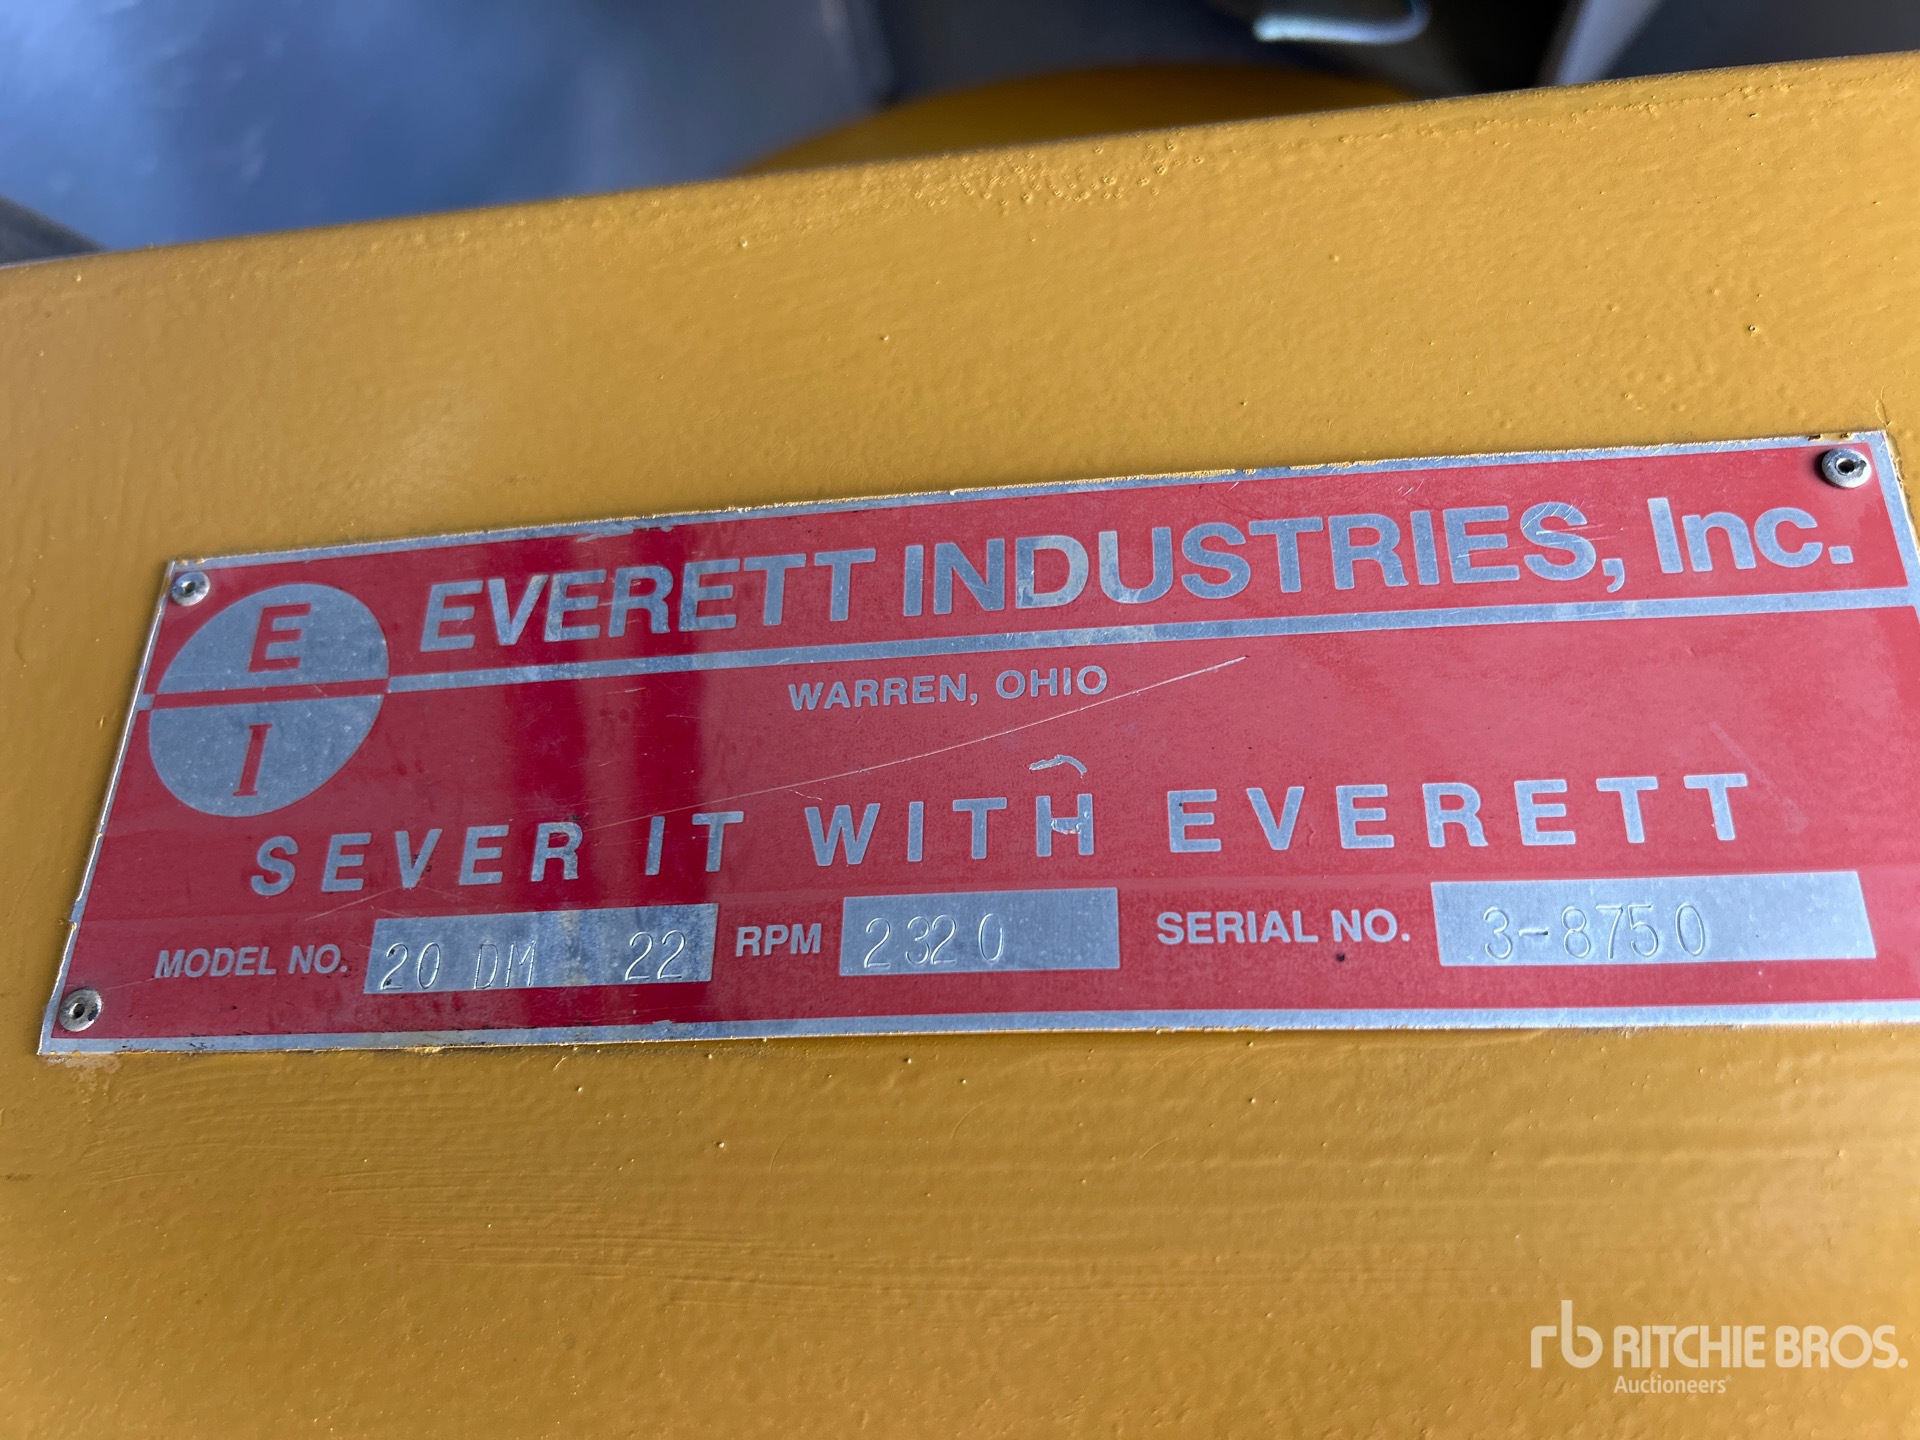 E
I
EVERETT INDUSTRIES, Inc.
WARREN, OHIO
SEVER IT WITH EVERETT
MODEL NO. 20 DM 22 RPM 2320 SERIAL NO. 3-8750
rb RITCHIE BROS.
Auctioneers